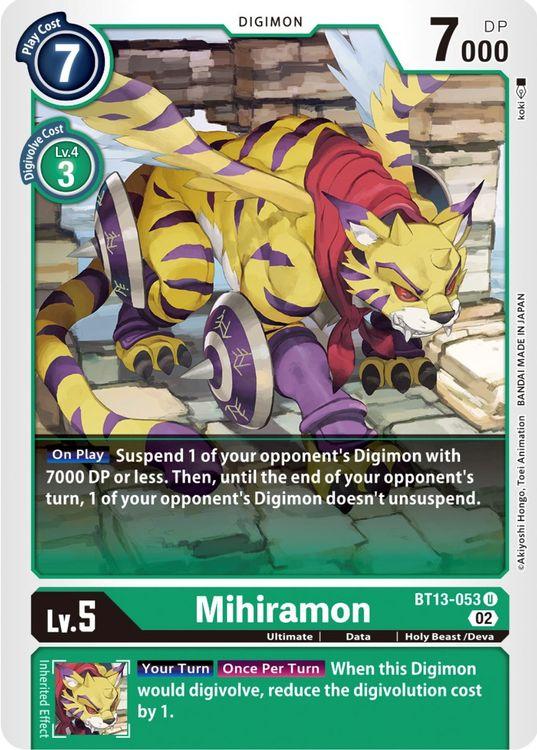 Play Cost
7
DIGIMON
7000 DP
koki
Digivolve Cost
Lv.4
3
©Akiyoshi Hongo, Toei Animation BANDAI MADE IN JAPAN
On Play Suspend 1 of your opponent's Digimon with
7000 DP or less. Then, until the end of your opponent's
turn, 1 of your opponent's Digimon doesn't unsuspend.
Lv.5
Mihiramon
BT13-053 U
02
Ultimate | Data | Holy Beast /Deva
Inherited Effect
Your Turn Once Per Turn When this Digimon
would digivolve, reduce the digivolution cost
by 1.